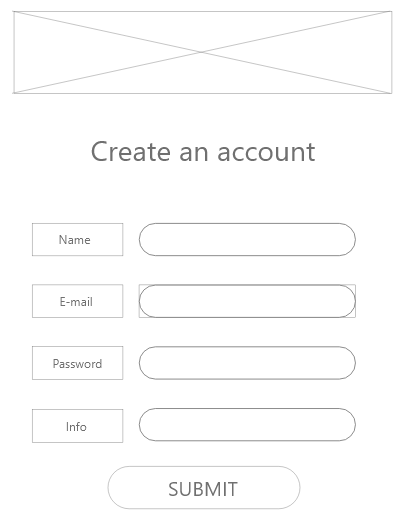 Create an account
Name
E-mail
Password
Info
SUBMIT